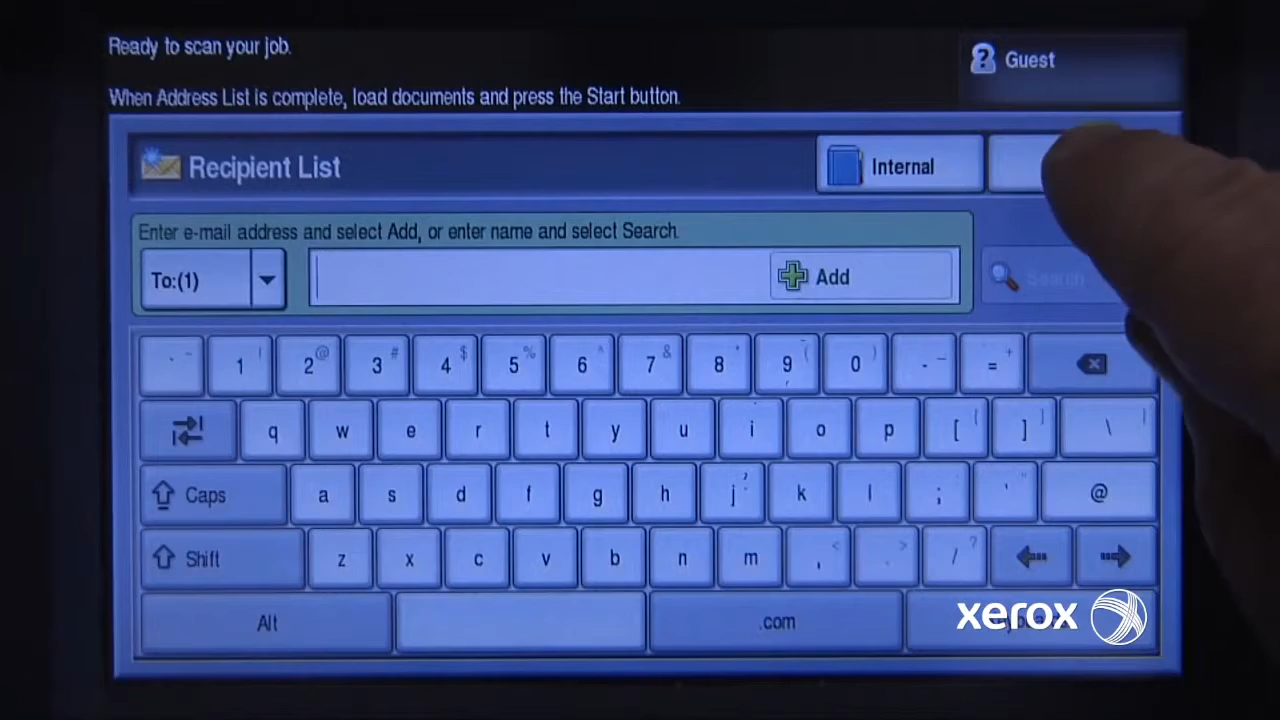 Ready to scan your job.
Guest
When Address List is complete, load documents and press the Start button.
Recipient List
Internal
Enter e-mail address and select Add, or enter name and select Search.
To:(1)
Add
Search
` ~ 1 ! 2 @ 3 # 4 $ 5 % 6 ^ 7 & 8 * 9 ( 0 ) - _ = +
q w e r t y u i o p [ { ] } \ |
Caps a s d f g h j k l ; : ' " @
Shift z x c v b n m , < . > / ?
Alt .com
xerox